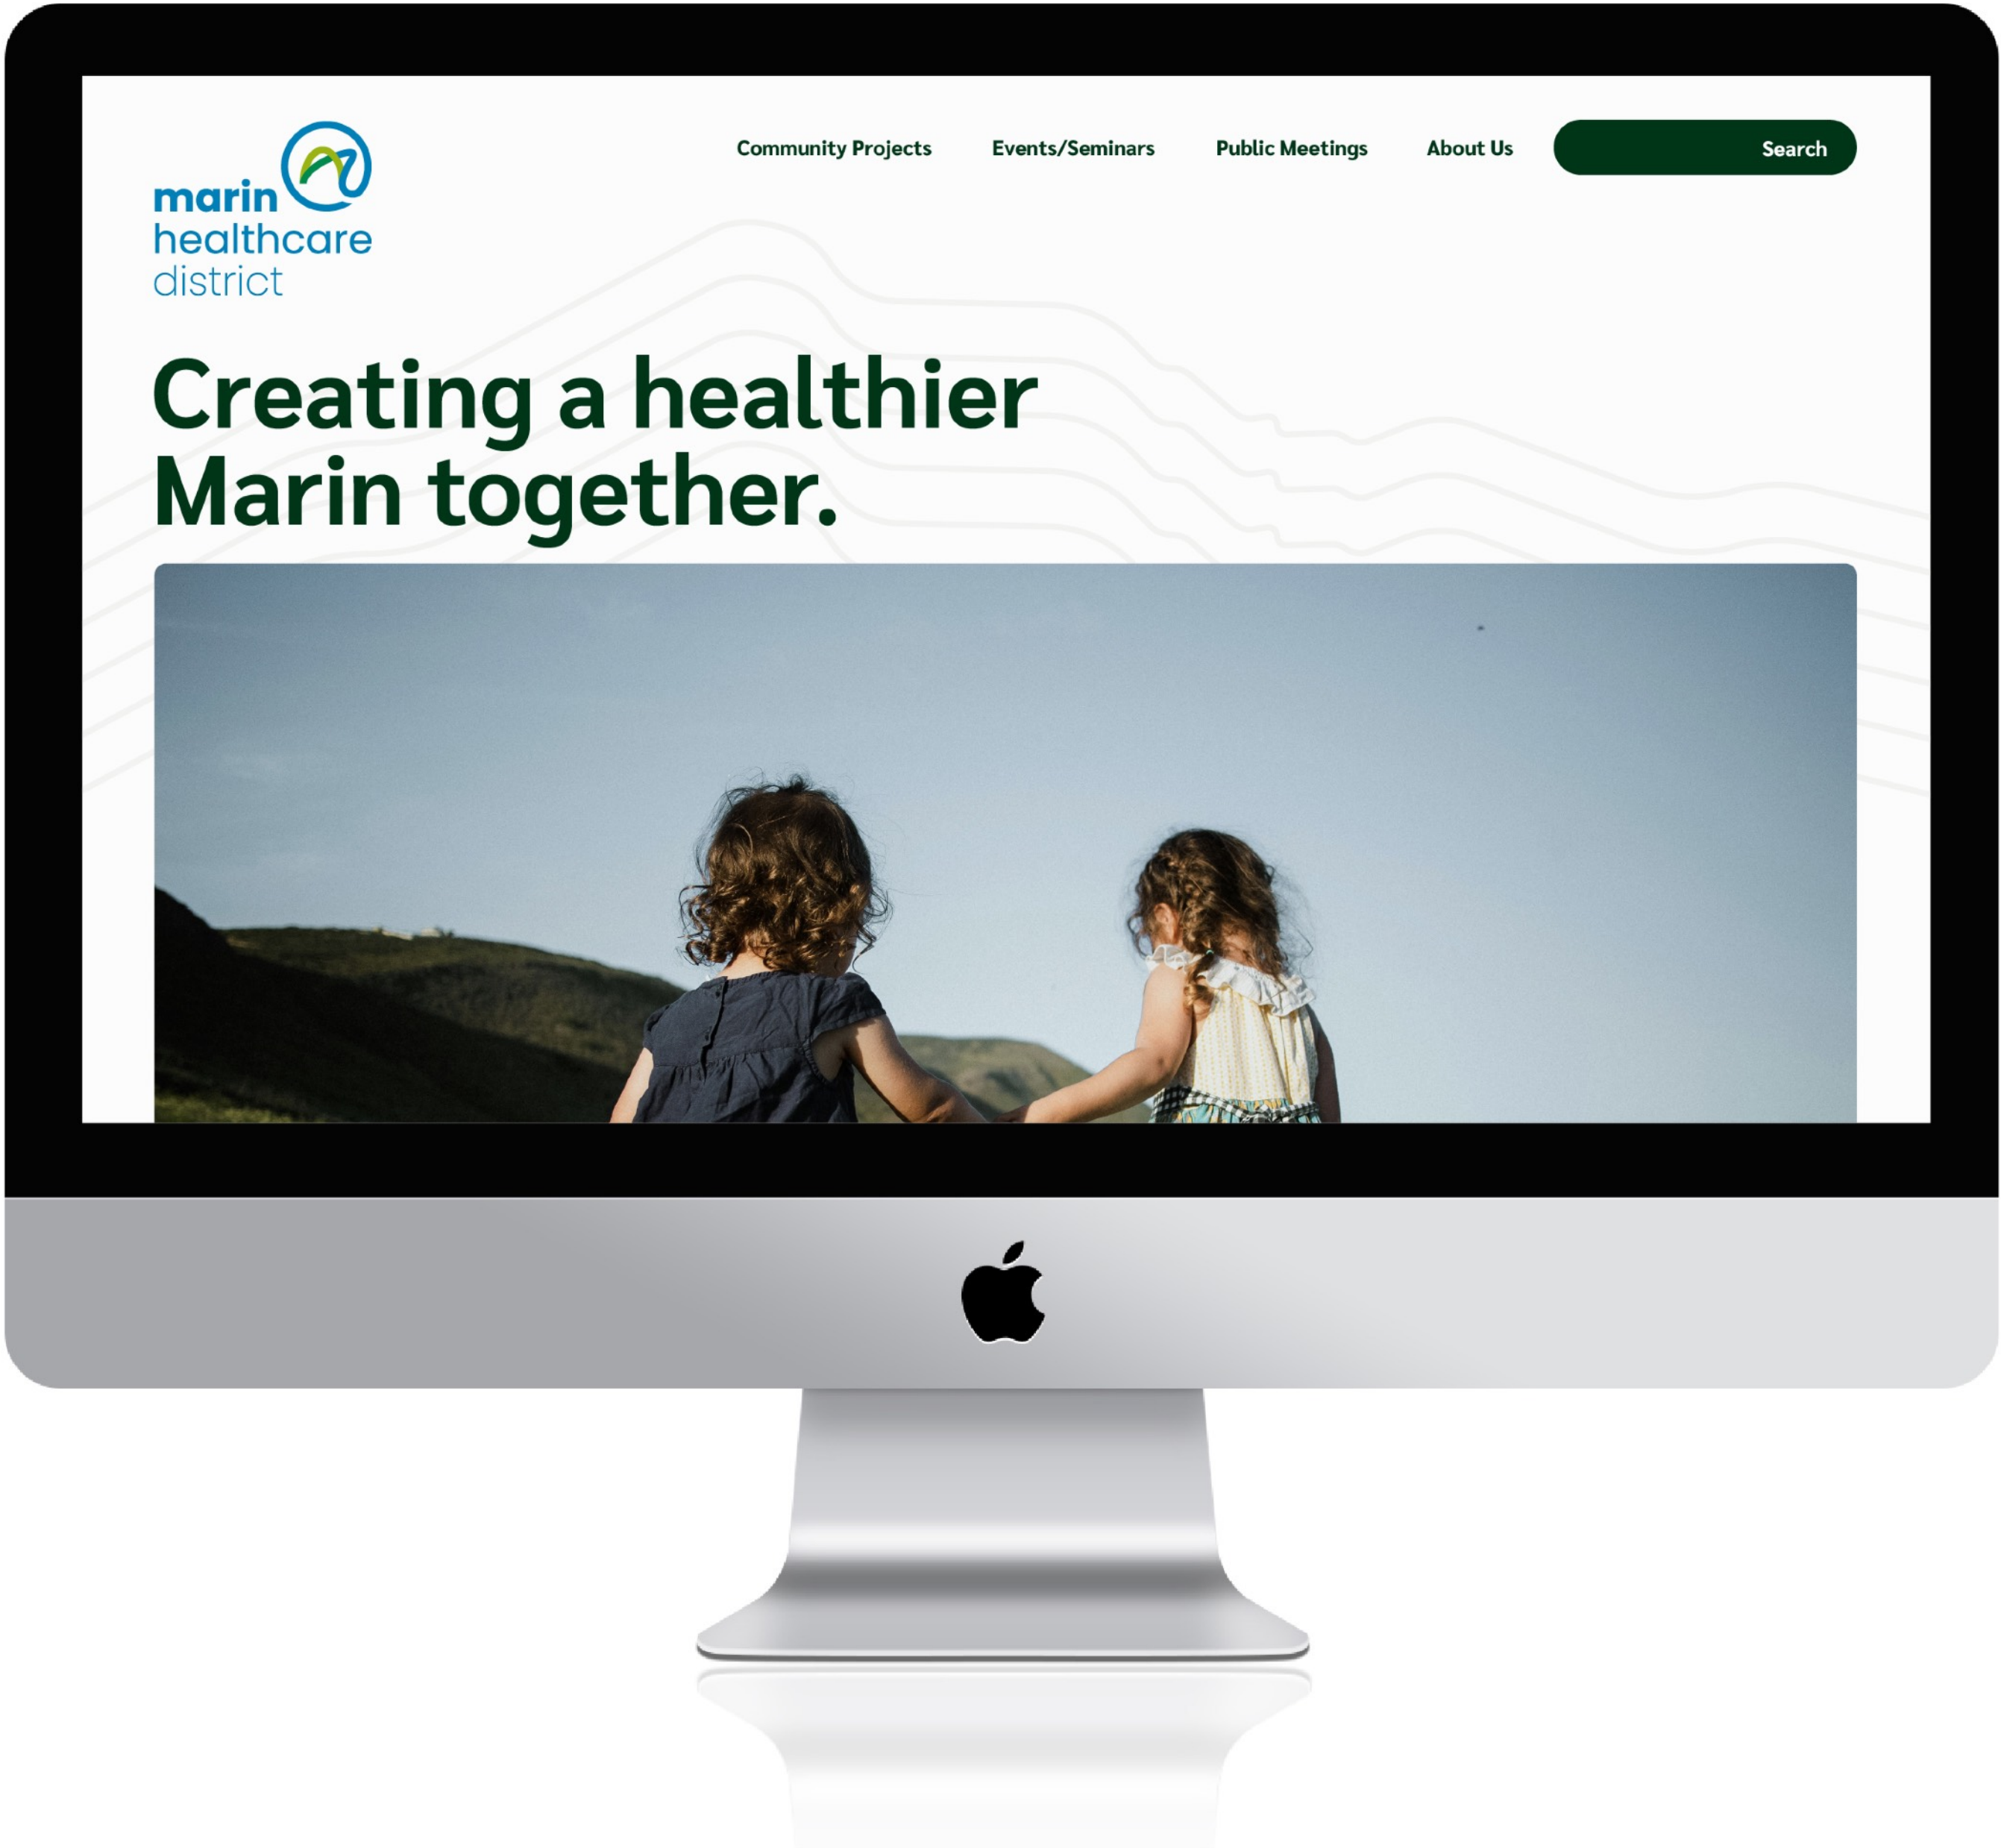 marin
healthcare
district
Community Projects
Events/Seminars
Public Meetings
About Us
Search
Creating a healthier
Marin together.